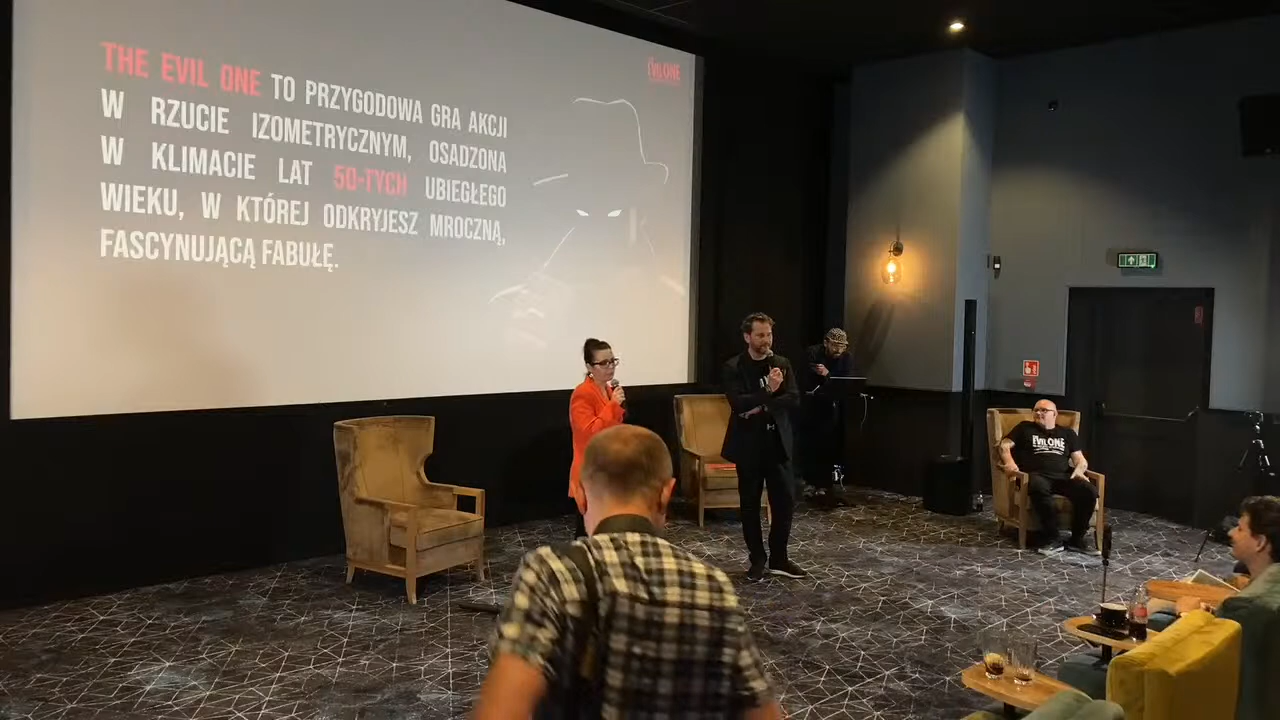 THE EVIL ONE TO PRZYGODOWA GRA AKCJI
W RZUCIE IZOMETRYCZNYM, OSADZONA
W KLIMACIE LAT 50-TYCH UBIEGŁEGO
WIEKU, W KTÓREJ ODKRYJESZ MROCZNĄ,
FASCYNUJĄCĄ FABUŁĘ.
EVIL ONE
EVIL ONE